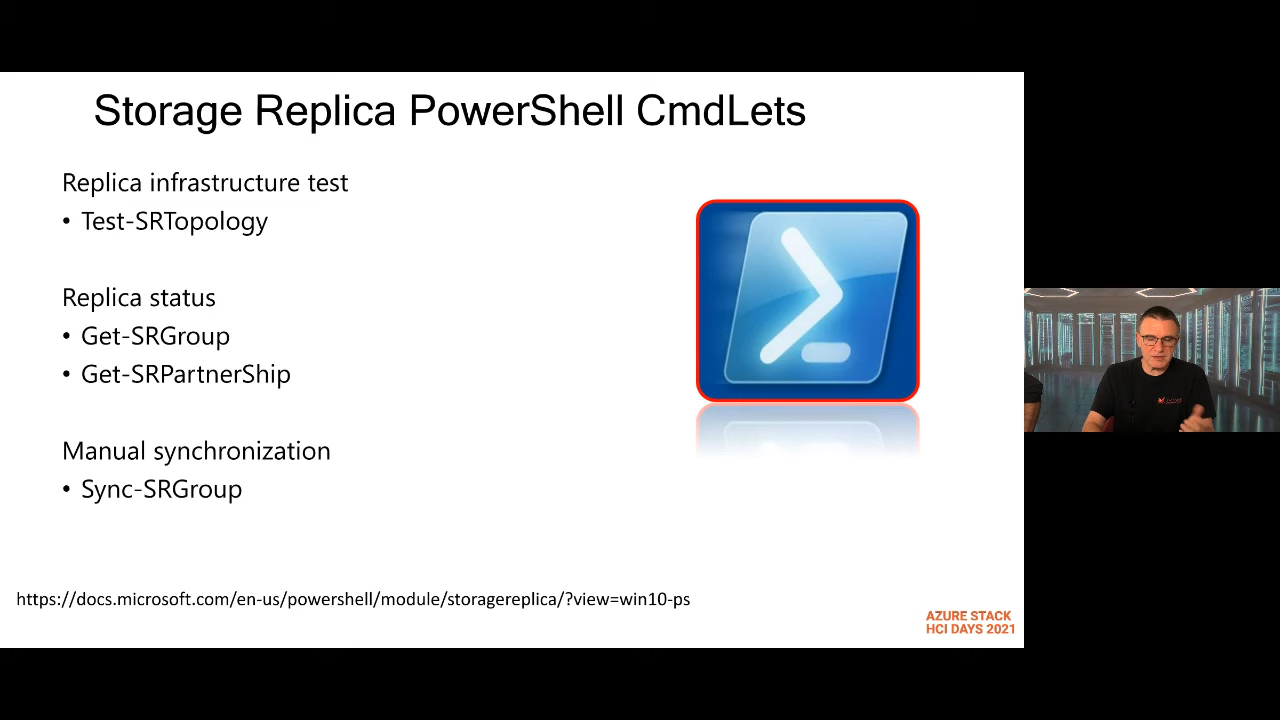 Storage Replica PowerShell CmdLets
Replica infrastructure test
• Test-SRTopology
Replica status
• Get-SRGroup
• Get-SRPartnerShip
Manual synchronization
• Sync-SRGroup
https://docs.microsoft.com/en-us/powershell/module/storagereplica/?view=win10-ps
AZURE STACK
HCI DAYS 2021